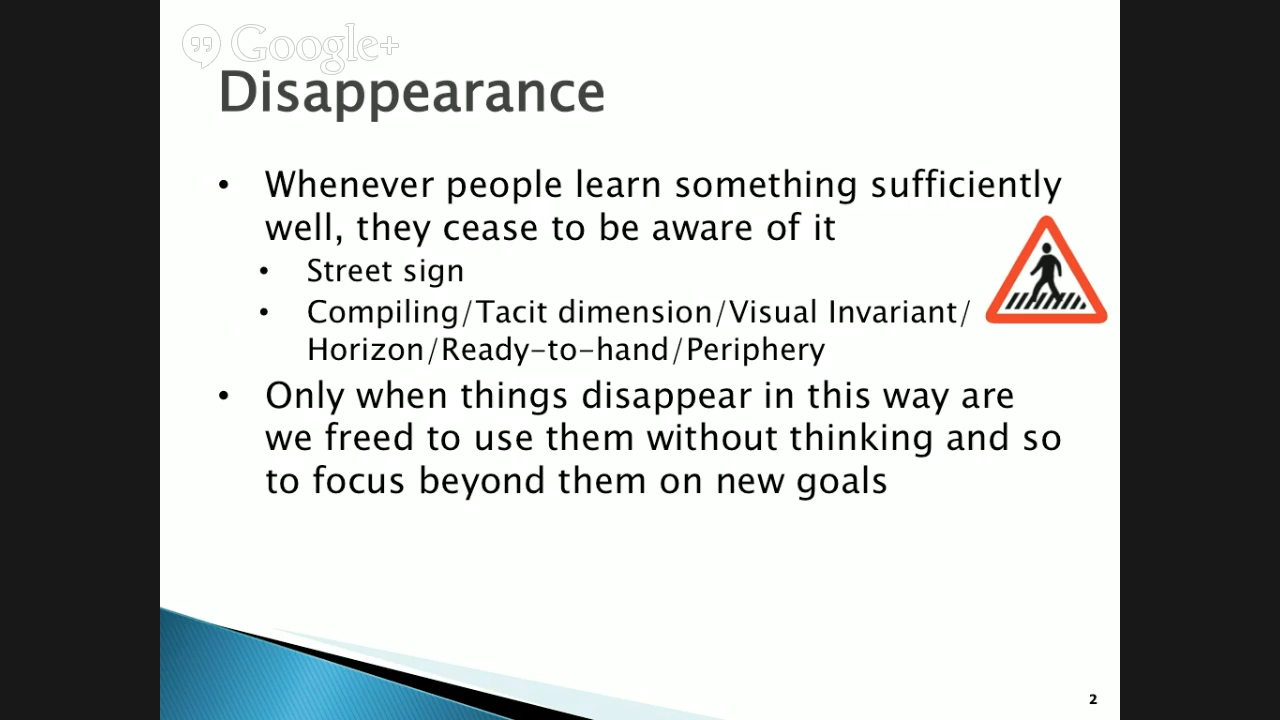 Google+
Disappearance
• Whenever people learn something sufficiently
well, they cease to be aware of it
• Street sign
• Compiling/Tacit dimension/Visual Invariant/
Horizon/Ready-to-hand/Periphery
• Only when things disappear in this way are
we freed to use them without thinking and so
to focus beyond them on new goals
2